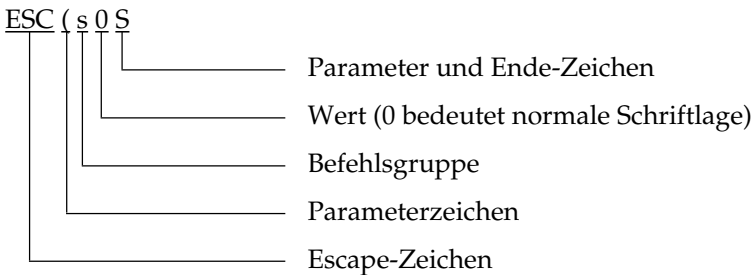 ESC ( s 0 S
Parameter und Ende-Zeichen
Wert (0 bedeutet normale Schriftlage)
Befehlsgruppe
Parameterzeichen
Escape-Zeichen